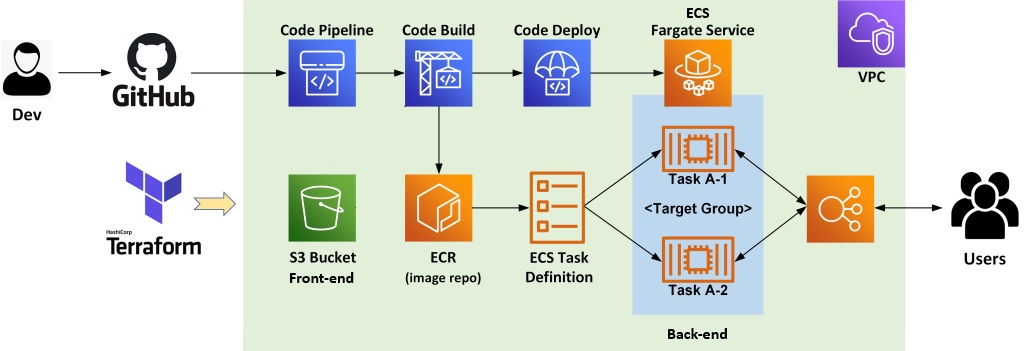 ECS
Code Pipeline
Code Build
Code Deploy
Fargate Service
VPC
Dev
GitHub
</>
</>
</>
HashiCorp
Terraform
S3 Bucket
Front-end
ECR
(image repo)
ECS Task
Definition
Task A-1
<Target Group>
Task A-2
Back-end
Users